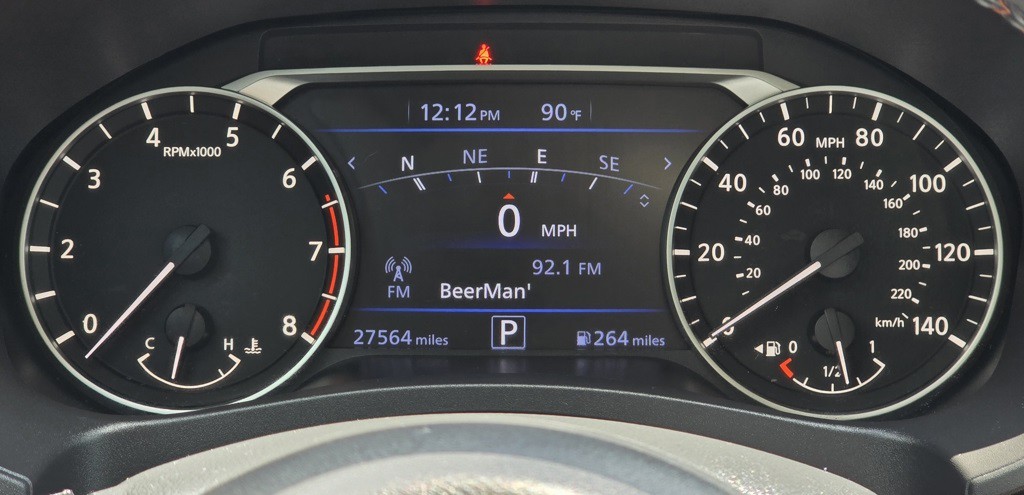 12:12 PM 90 °F
N NE E SE
0 MPH
92.1 FM
FM BeerMan'
27564 miles P 264 miles
0 1 2 3 4 5 6 7 8
RPMx1000
C H
0 20 40 60 80 100 120 140
MPH
20 40 60 80 100 120 140 160 180 200 220
km/h
0 1/2 1